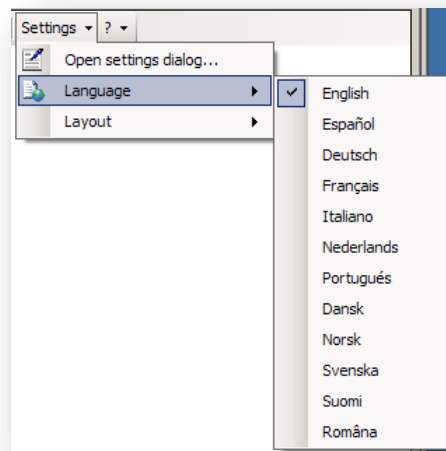 Settings ?
Open settings dialog...
Language
Layout
English
Español
Deutsch
Français
Italiano
Nederlands
Portugués
Dansk
Norsk
Svenska
Suomi
Româna